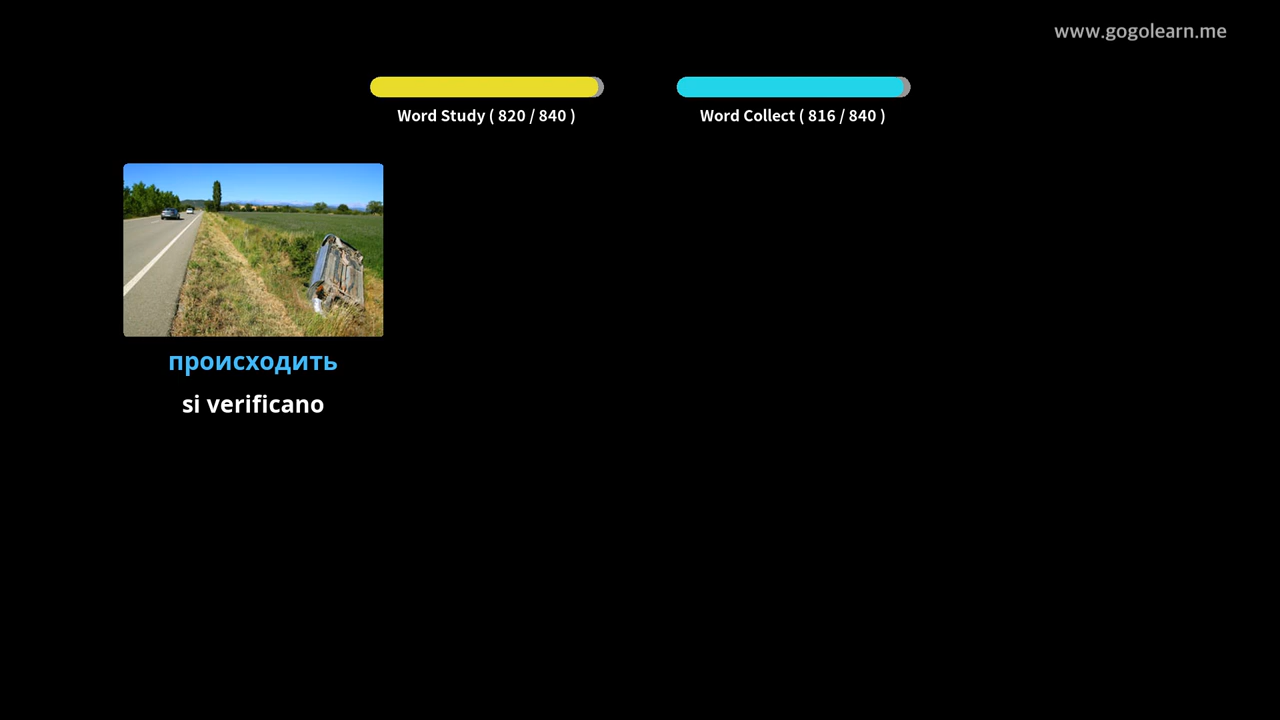 www.gogolearn.me
Word Study ( 820 / 840 )
Word Collect ( 816 / 840 )
происходить
si verificano